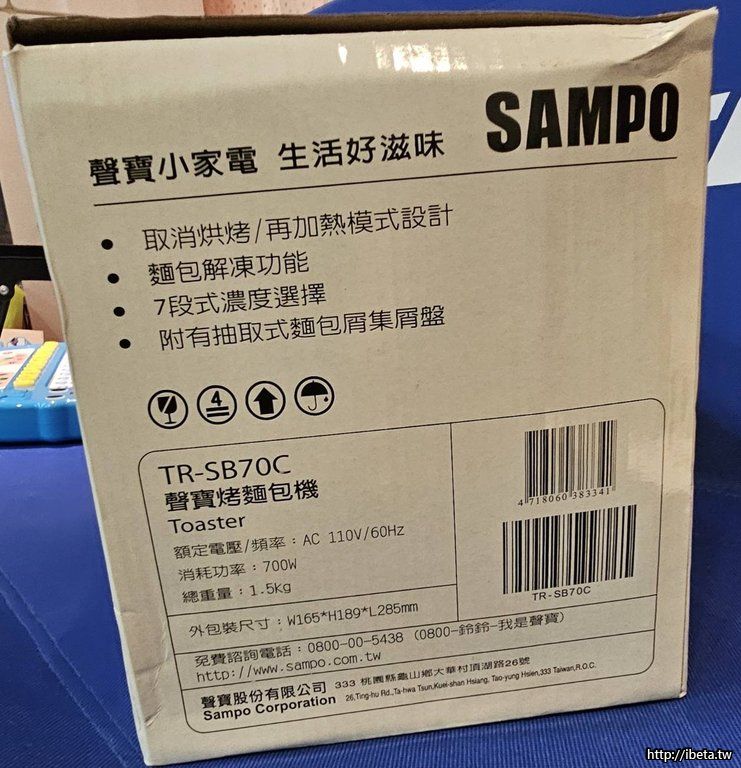 SAMPO
聲寶小家電 生活好滋味
• 取消烘烤/再加熱模式設計
• 麵包解凍功能
• 7段式濃度選擇
• 附有抽取式麵包屑集屑盤
4
TR-SB70C
聲寶烤麵包機
Toaster
額定電壓/頻率：AC 110V/60Hz
消耗功率：700W
總重量：1.5kg
外包裝尺寸：W165*H189*L285mm
4 718060 383341
TR-SB70C
免費諮詢電話：0800-00-5438 (0800-鈴鈴-我是聲寶)
http://www.sampo.com.tw
聲寶股份有限公司 333 桃園縣龜山鄉大華村頂湖路26號
Sampo Corporation 26,Ting-hu Rd.,Ta-hwa Tsun,Kuei-shan Hsiang, Tao-yung Hsien,333 Taiwan,R.O.C.
http://ibeta.tw